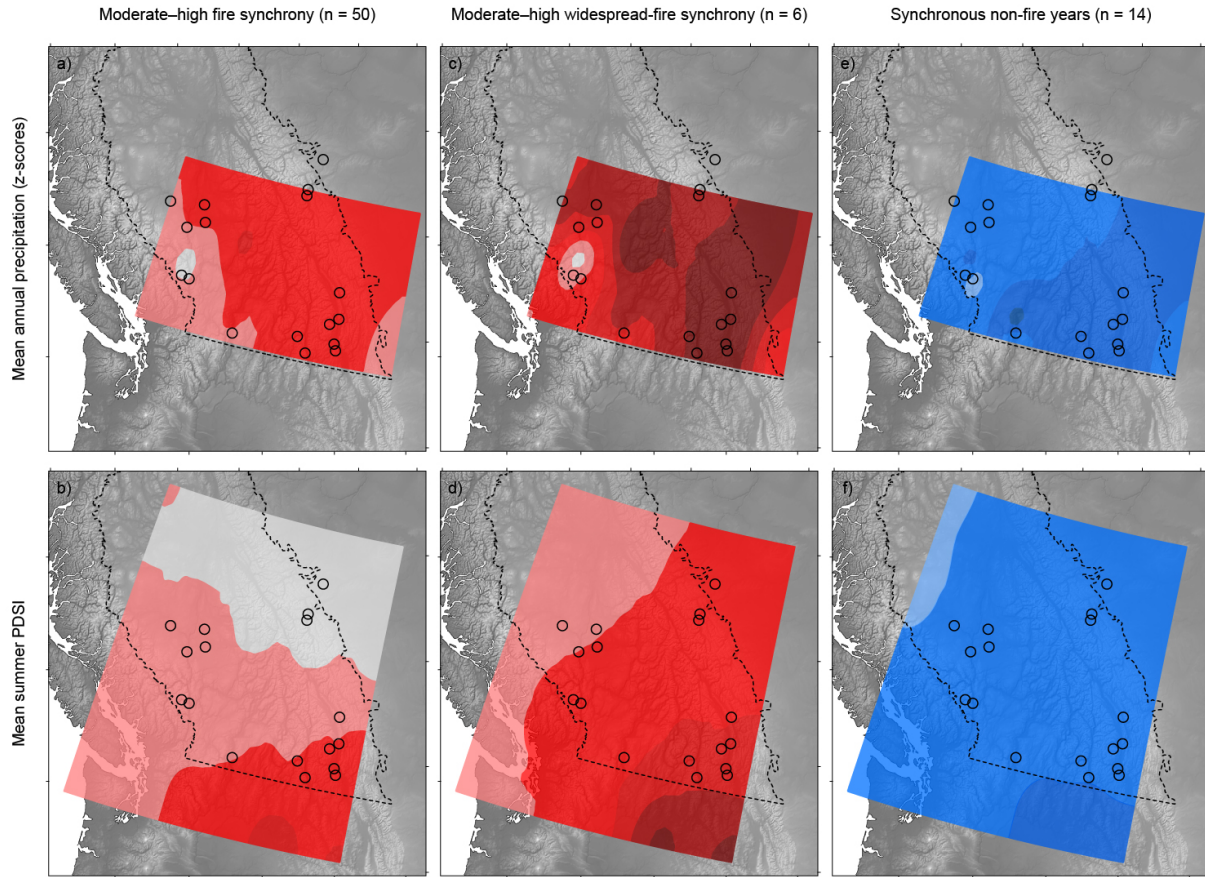 Moderate–high fire synchrony (n = 50)
Moderate–high widespread-fire synchrony (n = 6)
Synchronous non-fire years (n = 14)
Mean annual precipitation (z-scores)
a)
c)
e)
Mean summer PDSI
b)
d)
f)